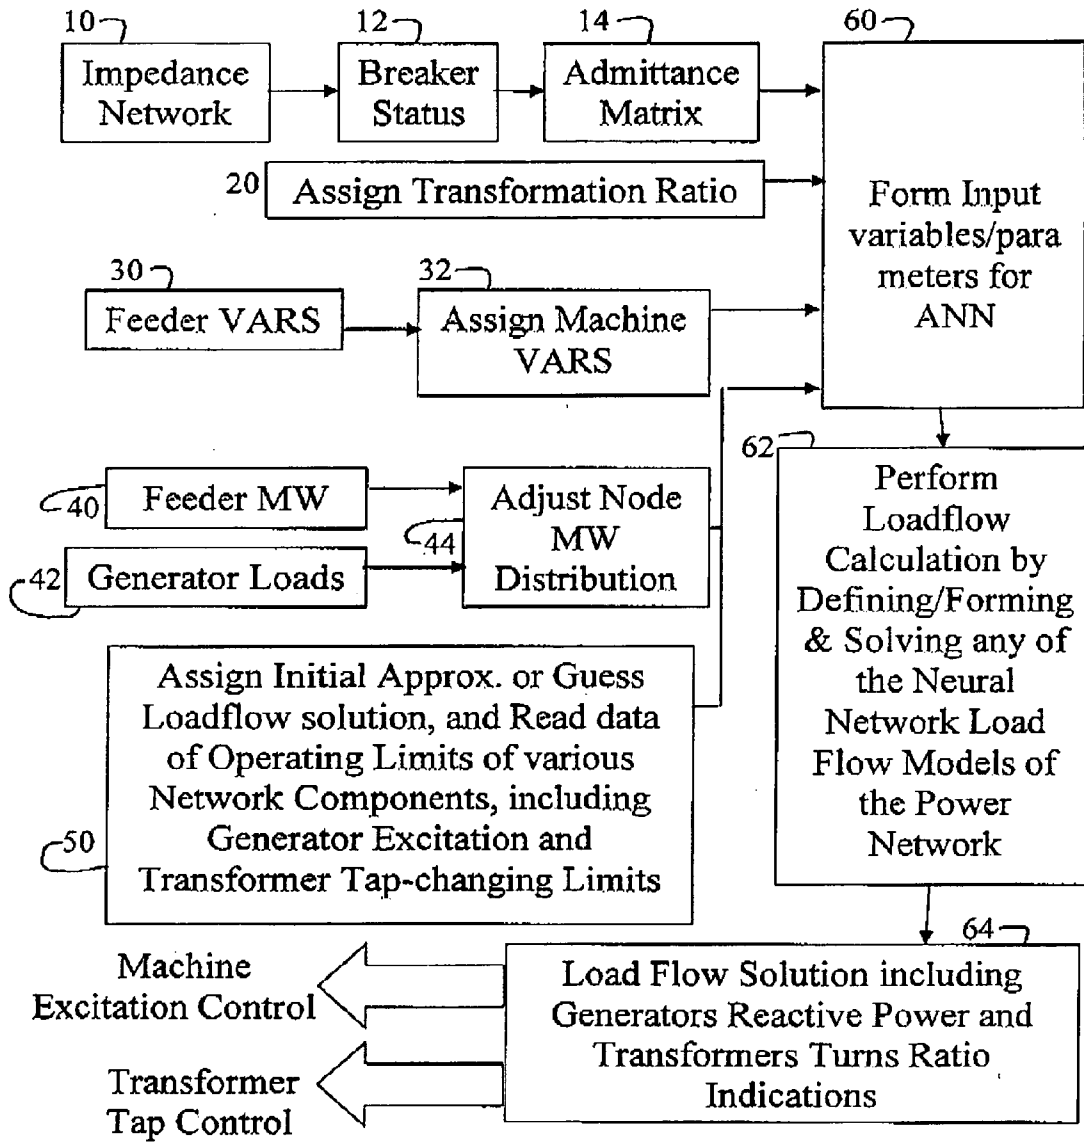 10
12
14
60
Impedance
Network
Breaker
Status
Admittance
Matrix
20
Assign Transformation Ratio
Form Input
variables/para
meters for
ANN
30
32
Feeder VARS
Assign Machine
VARS
40
Feeder MW
42
Generator Loads
44
Adjust Node
MW
Distribution
62
Perform
Loadflow
Calculation by
Defining/Forming
& Solving any of
the Neural
Network Load
Flow Models of
the Power
Network
50
Assign Initial Approx. or Guess
Loadflow solution, and Read data
of Operating Limits of various
Network Components, including
Generator Excitation and
Transformer Tap-changing Limits
64
Load Flow Solution including
Generators Reactive Power and
Transformers Turns Ratio
Indications
Machine
Excitation Control
Transformer
Tap Control